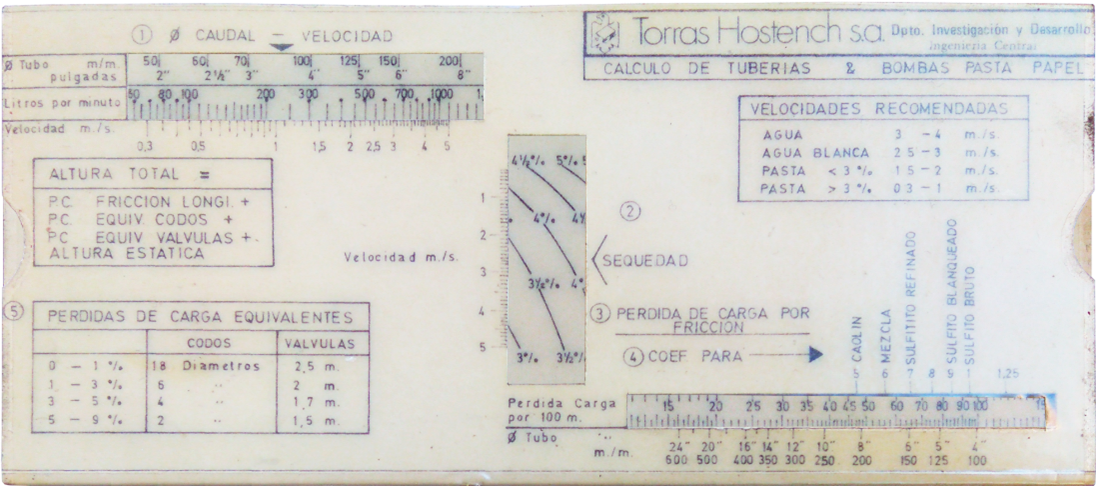 ① Ø CAUDAL — VELOCIDAD
Ø Tubo m/m. 50 60 70 100 125 150 200
pulgadas 2" 2½" 3" 4" 5" 6" 8"
Litros por minuto 50 80 100 200 300 500 700 1000
Velocidad m./s.
0,3 0,5 1 1,5 2 2,5 3 4 5
Torras Hostench s.a. Dpto. Investigación y Desarrollo
Ingeniería Central
CALCULO DE TUBERIAS & BOMBAS PASTA PAPEL
VELOCIDADES RECOMENDADAS
AGUA 3 - 4 m/s.
AGUA BLANCA 2 5 - 3 m/s.
PASTA < 3 % 1 5 - 2 m/s.
PASTA > 3 % 0 3 - 1 m/s.
ALTURA TOTAL =
P.C. FRICCION LONGI. +
P.C. EQUIV. CODOS +
P.C. EQUIV VALVULAS +
ALTURA ESTATICA
Velocidad m./s.
1
2
3
4
5
4½% 5%
4% 4½
3½% 4%
3% 3½%
②
SEQUEDAD
③ PERDIDA DE CARGA POR
FRICCION
④ COEF PARA
CAOLIN
MEZCLA
SULFITITO REFINADO
SULFITO BLANQUEADO
SULFITO BRUTO
5 6 7 8 9 1 1,25
⑤ PERDIDAS DE CARGA EQUIVALENTES
CODOS VALVULAS
0 - 1 % 18 Diametros 2,5 m.
1 - 3 % 6 " 2 m.
3 - 5 % 4 " 1,7 m.
5 - 9 % 2 " 1,5 m.
Perdida Carga
por 100 m.
15 20 25 30 35 40 45 50 60 70 80 90 100
Ø Tubo "
24" 20" 16" 14" 12" 10" 8" 6" 5" 4"
m./m. 600 500 400 350 300 250 200 150 125 100